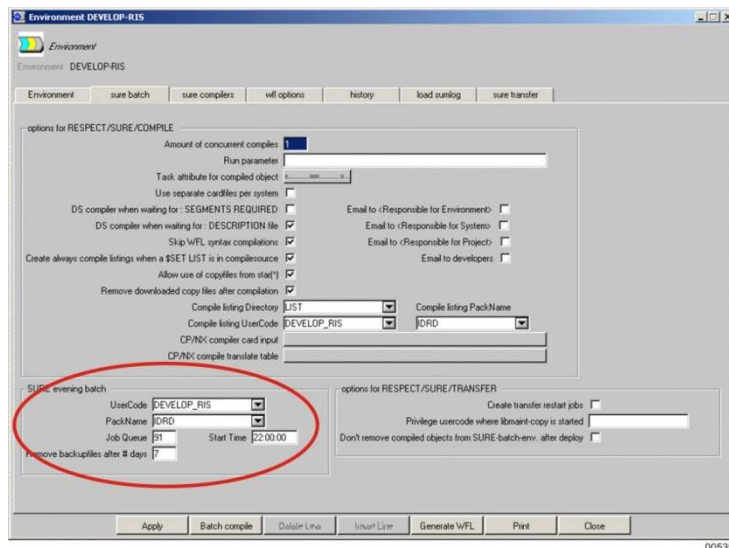 Environment DEVELOP-RIS
Environment
Environment DEVELOP-RIS
Environment sure batch sure compilers wfl options history load sumlog sure transfer
options for RESPECT/SURE/COMPILE
Amount of concurrent compiles 1
Run parameter
Task attribute for compiled object
Use separate cardfiles per system
DS compiler when waiting for : SEGMENTS REQUIRED Email to <Responsible for Environment>
DS compiler when waiting for : DESCRIPTION file Email to <Responsible for System>
Skip WFL syntax compilations Email to <Responsible for Project>
Create always compile listings when a $SET LIST is in compilesource Email to developers
Allow use of copyfiles from star(*)
Remove downloaded copy files after compilation
Compile listing Directory LIST Compile listing PackName
Compile listing UserCode DEVELOP_RIS IDRD
CP/NX compiler card input
CP/NX compile translate table
SURE evening batch options for RESPECT/SURE/TRANSFER
UserCode DEVELOP_RIS Create transfer restart jobs
PackName IDRD Privilege usercode where libmaint-copy is started
Job Queue 91 Start Time 22:00:00 Don't remove compiled objects from SURE-batch-env. after deploy
Remove backupfiles after # days 7
Apply Batch compile Delete Line Insert Line Generate WFL Print Close